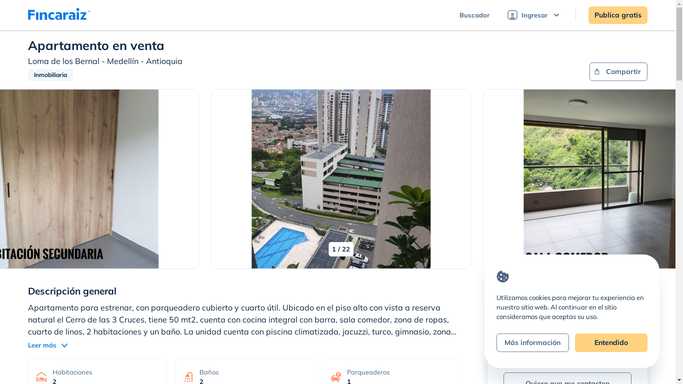 Fincaraiz
Buscador
Ingresar
Publica gratis
Apartamento en venta
Loma de los Bernal - Medellín - Antioquia
Inmobiliaria
Compartir
BITACIÓN SECUNDARIA
1 / 22
Descripción general
Apartamento para estrenar, con parqueadero cubierto y cuarto útil. Ubicado en el piso alto con vista a reserva
natural el Cerro de las 3 Cruces, tiene 50 mt2, cuenta con cocina integral con barra, sala comedor, zona de ropas,
cuarto de linos, 2 habitaciones y un baño. La unidad cuenta con piscina climatizada, jacuzzi, turco, gimnasio, zona...
Leer más
Habitaciones
2
Baños
2
Parqueaderos
1
Utilizamos cookies para mejorar tu experiencia en
nuestro sitio web. Al continuar en el sitio
consideramos que aceptas su uso.
Más información
Entendido
Quiero que me contacten